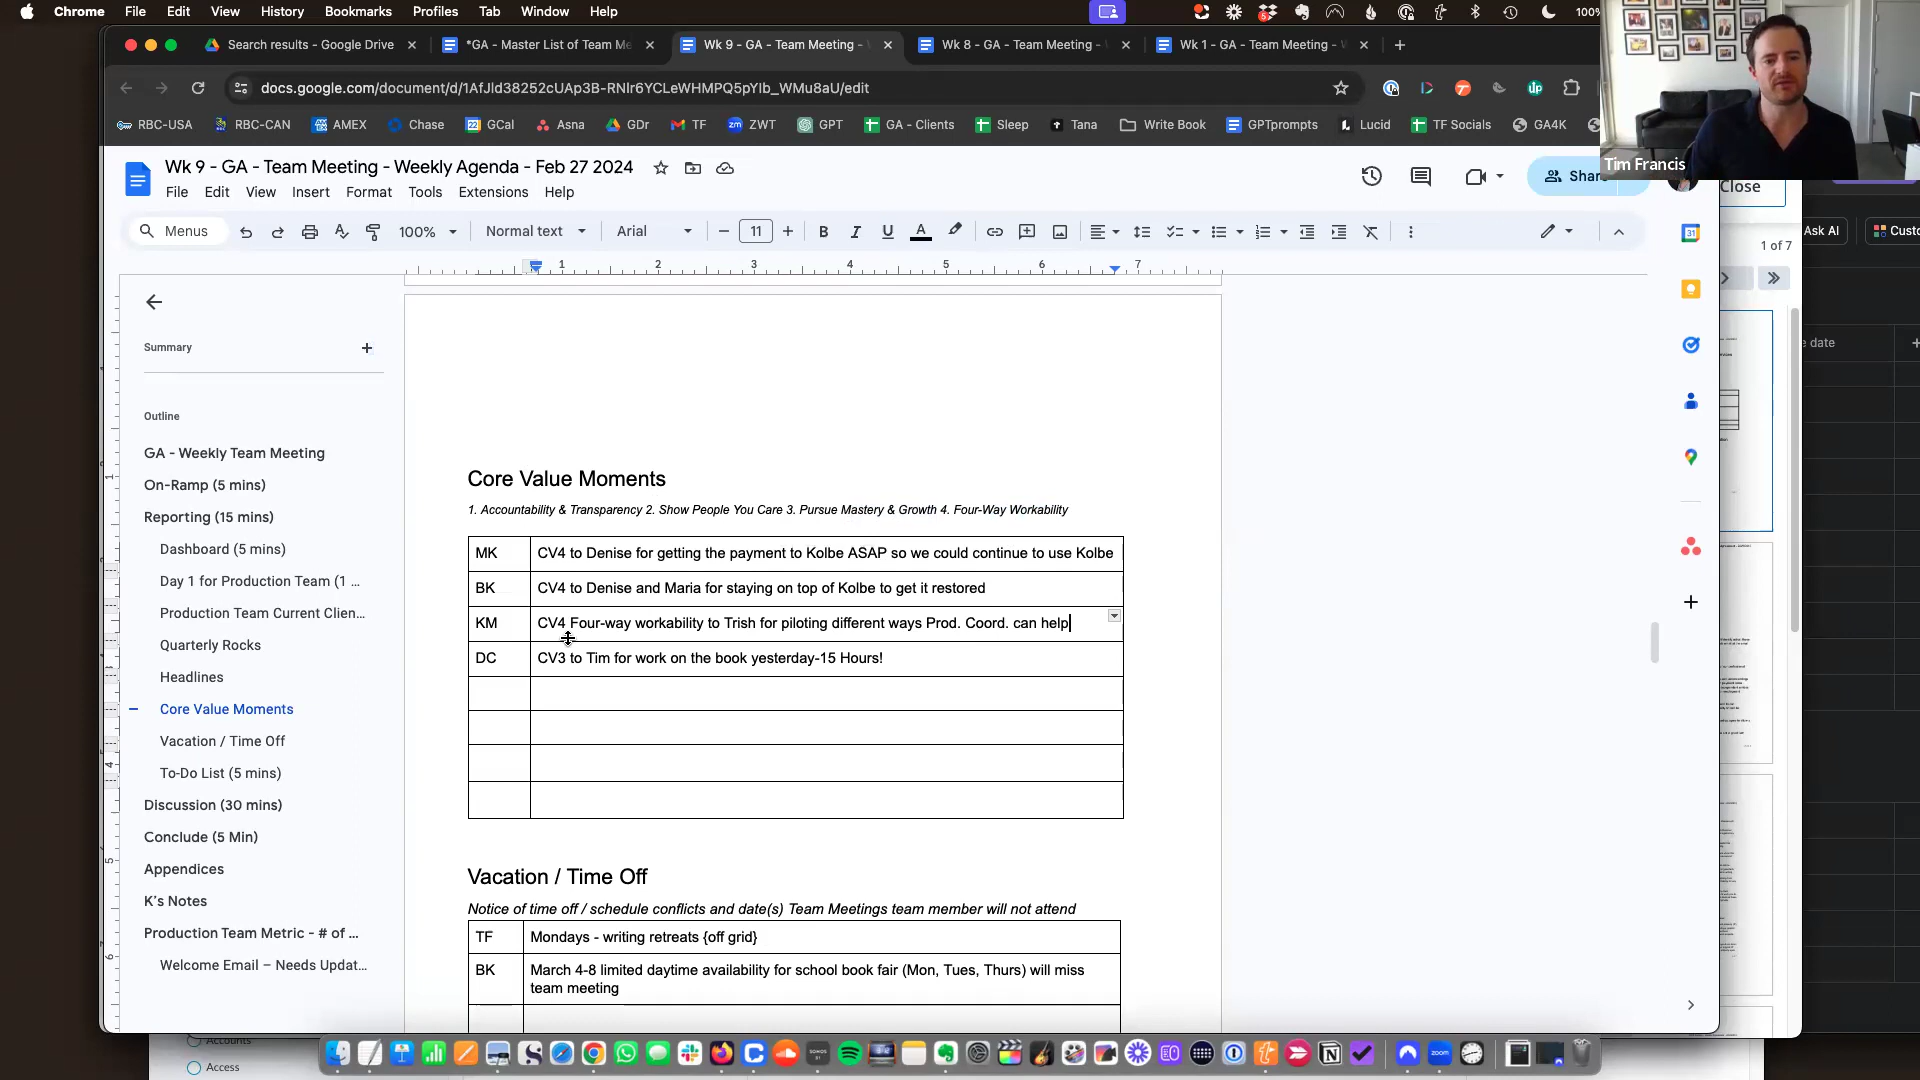 Chrome File Edit View History Bookmarks Profiles Tab Window Help 100%
Search results - Google Drive *GA - Master List of Team Me Wk 9 - GA - Team Meeting - Wk 8 - GA - Team Meeting - Wk 1 - GA - Team Meeting -
docs.google.com/document/d/1AfJld38252cUAp3B-RNIr6YCLeWHMPQ5pYIb_WMu8aU/edit
RBC-USA RBC-CAN AMEX Chase GCal Asna GDr TF ZWT GPT GA - Clients Sleep Tana Write Book GPTprompts Lucid TF Socials GA4K
Tim Francis
Wk 9 - GA - Team Meeting - Weekly Agenda - Feb 27 2024
File Edit View Insert Format Tools Extensions Help
Share
Close
Menus 100% Normal text Arial 11
Ask AI
Custo
1 of 7
1 2 3 4 5 6 7
e date
Summary
Outline
GA - Weekly Team Meeting
On-Ramp (5 mins)
Reporting (15 mins)
Dashboard (5 mins)
Day 1 for Production Team (1 ...
Production Team Current Clien...
Quarterly Rocks
Headlines
Core Value Moments
Vacation / Time Off
To-Do List (5 mins)
Discussion (30 mins)
Conclude (5 Min)
Appendices
K's Notes
Production Team Metric - # of ...
Welcome Email – Needs Updat...
Core Value Moments
1. Accountability & Transparency 2. Show People You Care 3. Pursue Mastery & Growth 4. Four-Way Workability
MK CV4 to Denise for getting the payment to Kolbe ASAP so we could continue to use Kolbe
BK CV4 to Denise and Maria for staying on top of Kolbe to get it restored
KM CV4 Four-way workability to Trish for piloting different ways Prod. Coord. can help
DC CV3 to Tim for work on the book yesterday-15 Hours!
Vacation / Time Off
Notice of time off / schedule conflicts and date(s) Team Meetings team member will not attend
TF Mondays - writing retreats {off grid}
BK March 4-8 limited daytime availability for school book fair (Mon, Tues, Thurs) will miss
team meeting
Accounts
Access